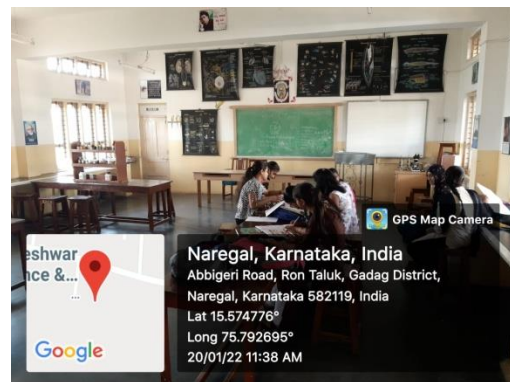 GPS Map Camera
eshwar
nce &...
...
Google
Naregal, Karnataka, India
Abbigeri Road, Ron Taluk, Gadag District,
Naregal, Karnataka 582119, India
Lat 15.574776°
Long 75.792695°
20/01/22 11:38 AM